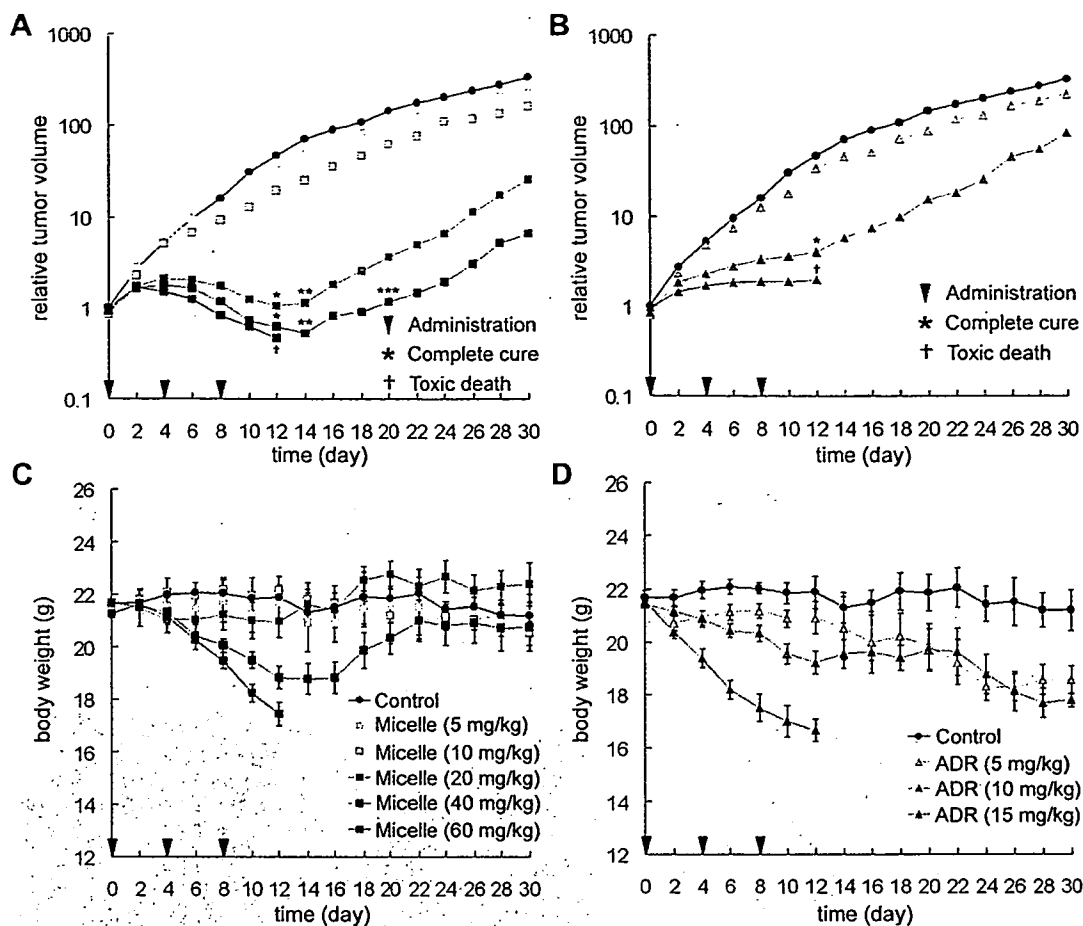 A
1000
100
10
1
0.1
relative tumor volume
* ** *** * ** †
Administration
* Complete cure
† Toxic death
0 2 4 6 8 10 12 14 16 18 20 22 24 26 28 30
time (day)
B
1000
100
10
1
0.1
relative tumor volume
* †
Administration
* Complete cure
† Toxic death
0 2 4 6 8 10 12 14 16 18 20 22 24 26 28 30
time (day)
C
26
24
22
20
18
16
14
12
body weight (g)
Control
Micelle (5 mg/kg)
Micelle (10 mg/kg)
Micelle (20 mg/kg)
Micelle (40 mg/kg)
Micelle (60 mg/kg)
0 2 4 6 8 10 12 14 16 18 20 22 24 26 28 30
time (day)
D
26
24
22
20
18
16
14
12
body weight (g)
Control
ADR (5 mg/kg)
ADR (10 mg/kg)
ADR (15 mg/kg)
0 2 4 6 8 10 12 14 16 18 20 22 24 26 28 30
time (day)